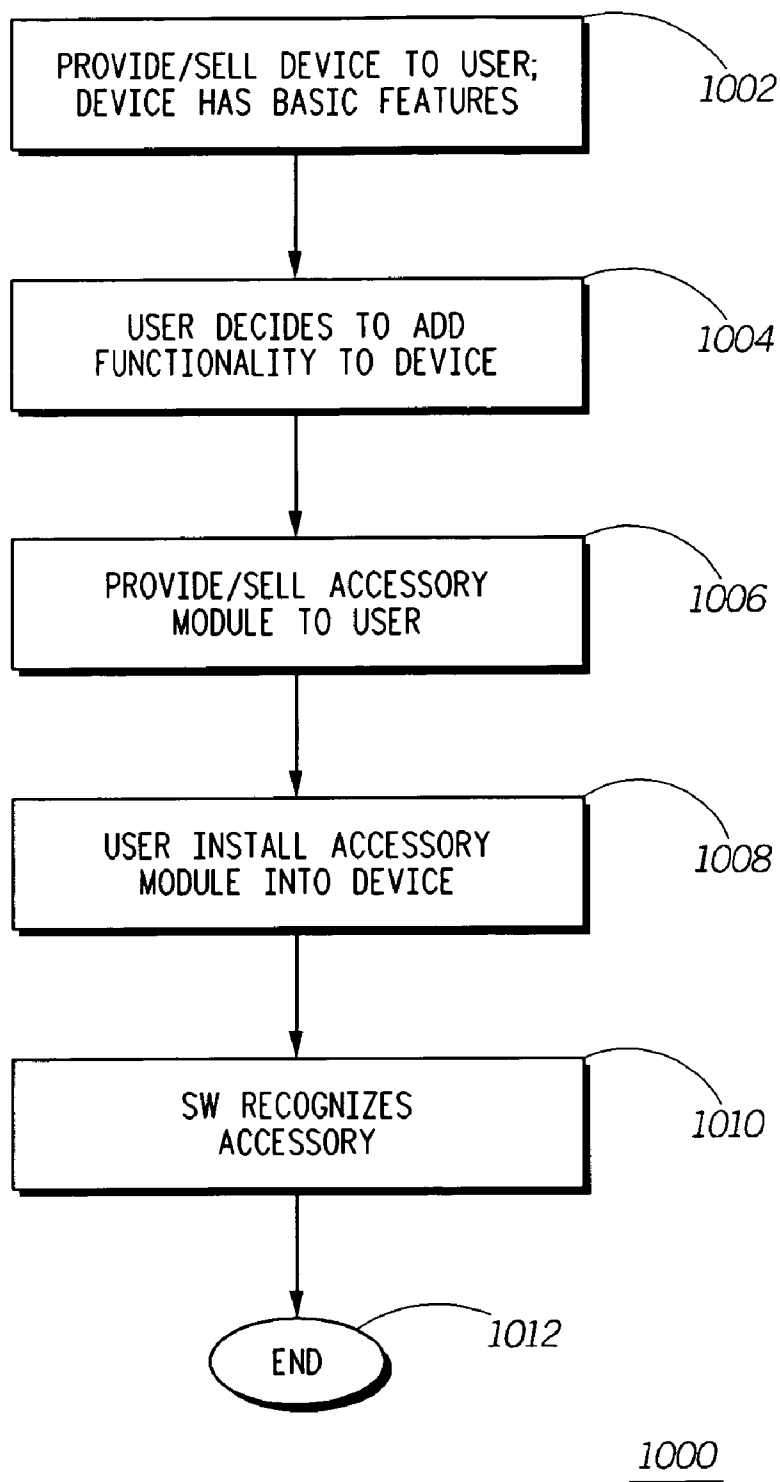 PROVIDE/SELL DEVICE TO USER;
DEVICE HAS BASIC FEATURES
1002
USER DECIDES TO ADD
FUNCTIONALITY TO DEVICE
1004
PROVIDE/SELL ACCESSORY
MODULE TO USER
1006
USER INSTALL ACCESSORY
MODULE INTO DEVICE
1008
SW RECOGNIZES
ACCESSORY
1010
END
1012
1000